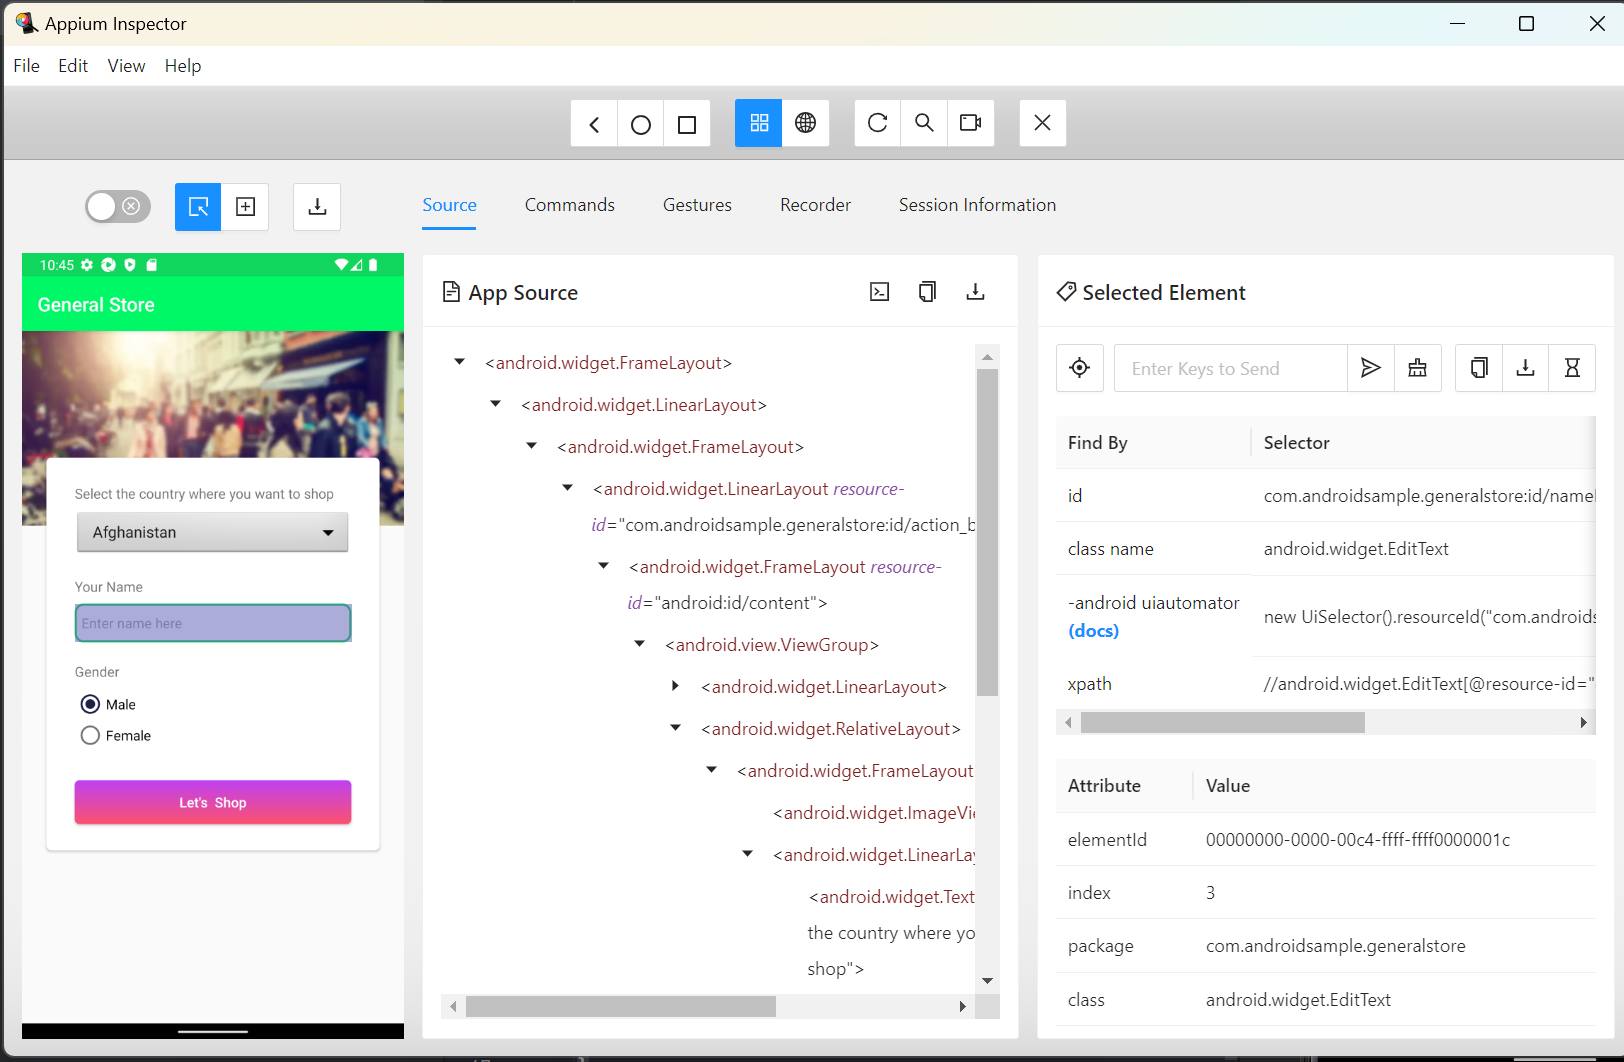 Appium Inspector
File Edit View Help
Source Commands Gestures Recorder Session Information
10:45
General Store
Select the country where you want to shop
Afghanistan
Your Name
Enter name here
Gender
Male
Female
Let's Shop
App Source
<android.widget.FrameLayout>
<android.widget.LinearLayout>
<android.widget.FrameLayout>
<android.widget.LinearLayout resource-
id="com.androidsample.generalstore:id/action_b
<android.widget.FrameLayout resource-
id="android:id/content">
<android.view.ViewGroup>
<android.widget.LinearLayout>
<android.widget.RelativeLayout>
<android.widget.FrameLayout
<android.widget.ImageVie
<android.widget.LinearLay
<android.widget.Text
the country where yo
shop">
Selected Element
Enter Keys to Send
Find By Selector
id com.androidsample.generalstore:id/name
class name android.widget.EditText
-android uiautomator
(docs)
new UiSelector().resourceId("com.androids
xpath //android.widget.EditText[@resource-id="
Attribute Value
elementId 00000000-0000-00c4-ffff-ffff0000001c
index 3
package com.androidsample.generalstore
class android.widget.EditText